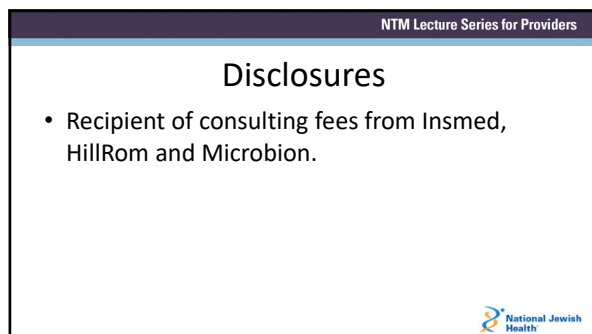 NTM Lecture Series for Providers
Disclosures
• Recipient of consulting fees from Insmed,
HillRom and Microbion.
National Jewish
Health®